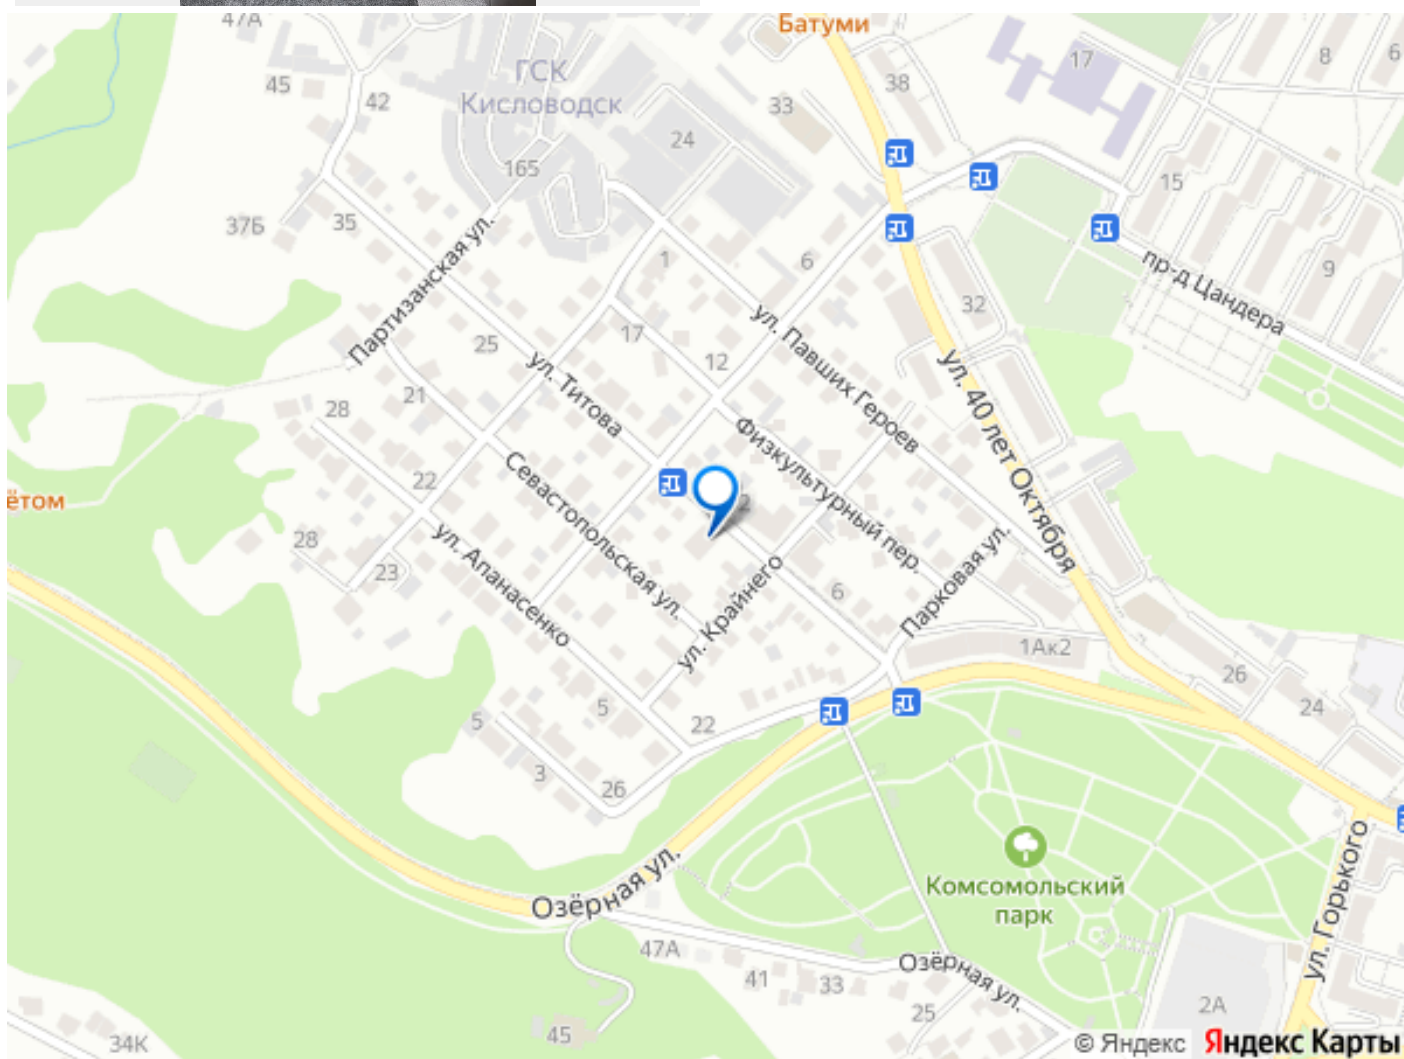 47А
Батуми
45
42
ГСК
Кисловодск
33
38
17
8
6
24
165
15
37Б
35
Партизанская ул.
1
6
9
пр-д Цандера
32
17
25
12
ул. Титова
ул. Павших Героев
ул. 40 лет Октября
28
21
22
Севастопольская ул.
Физкультурный пер.
2
ётом
28
23
ул. Апанасенко
ул. Крайнего
6
Парковая ул.
1Ак2
26
24
5
5
22
3
26
Озёрная ул.
Комсомольский
парк
ул. Горького
47А
41
33
Озёрная ул.
25
2А
45
34К
© Яндекс
Яндекс Карты